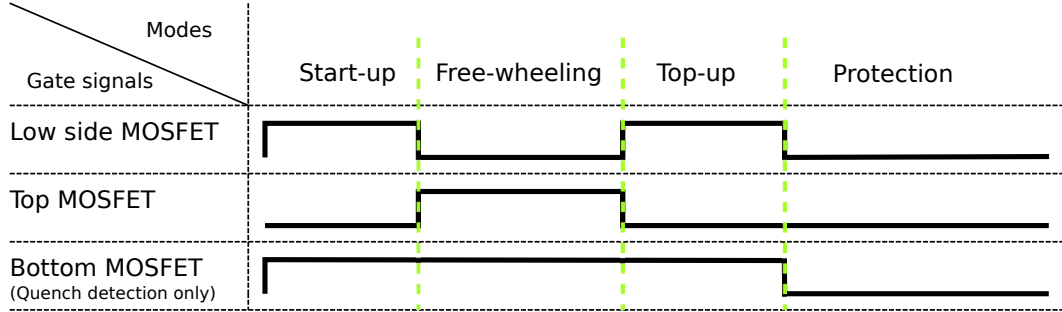 Modes
Gate signals
Start-up
Free-wheeling
Top-up
Protection
Low side MOSFET
Top MOSFET
Bottom MOSFET
(Quench detection only)